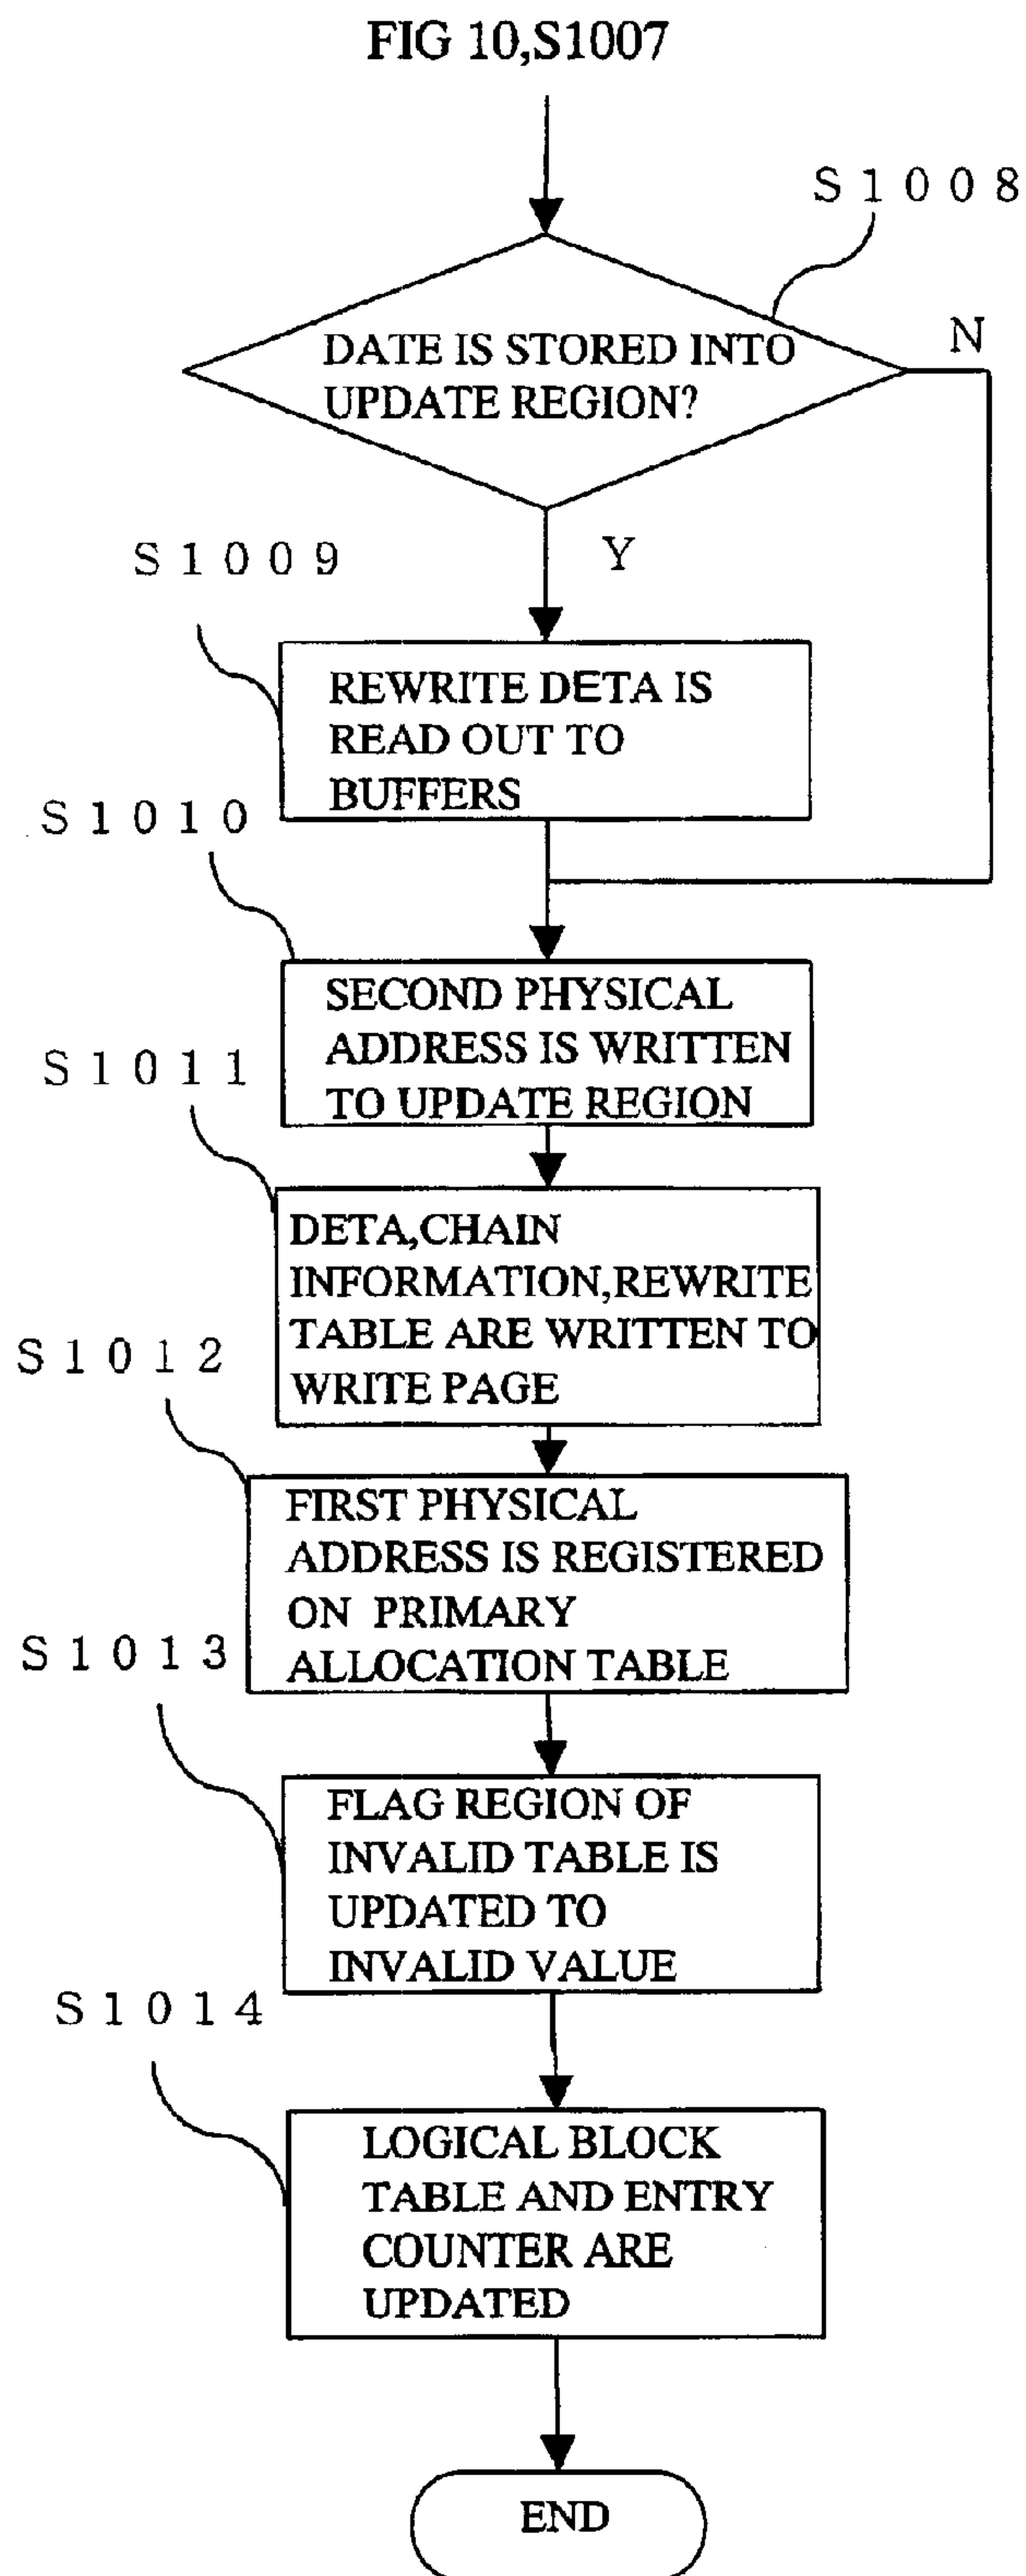 FIG 10,S1007
S1008
DATE IS STORED INTO
UPDATE REGION?
N
Y
S1009
REWRITE DETA IS
READ OUT TO
BUFFERS
S1010
SECOND PHYSICAL
ADDRESS IS WRITTEN
TO UPDATE REGION
S1011
DETA,CHAIN
INFORMATION,REWRITE
TABLE ARE WRITTEN TO
WRITE PAGE
S1012
FIRST PHYSICAL
ADDRESS IS REGISTERED
ON PRIMARY
ALLOCATION TABLE
S1013
FLAG REGION OF
INVALID TABLE IS
UPDATED TO
INVALID VALUE
S1014
LOGICAL BLOCK
TABLE AND ENTRY
COUNTER ARE
UPDATED
END